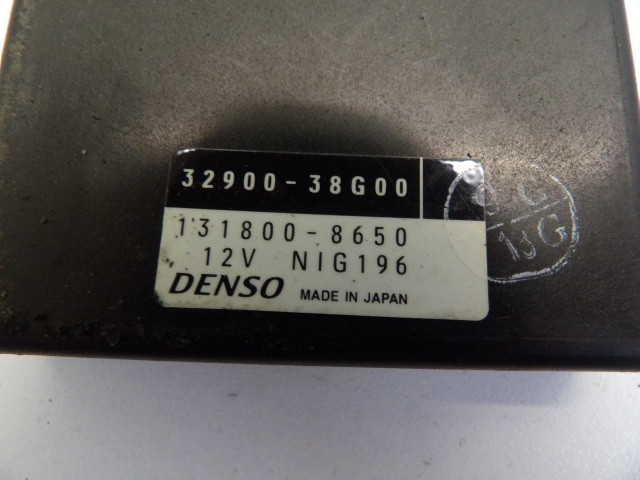 32900-38G00
131800-8650
12V NIG196
DENSO MADE IN JAPAN